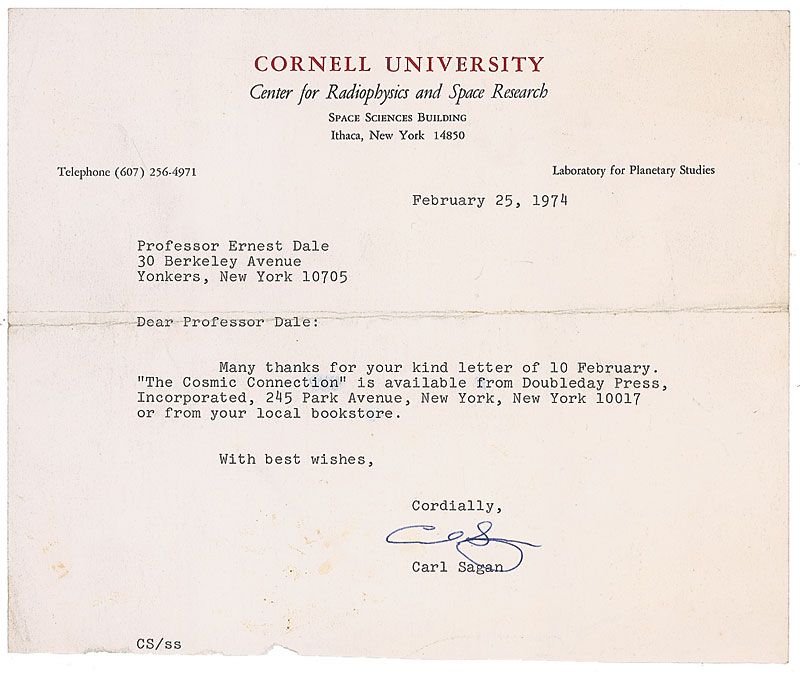 CORNELL UNIVERSITY
Center for Radiophysics and Space Research
SPACE SCIENCES BUILDING
Ithaca, New York 14850
Telephone (607) 256-4971
Laboratory for Planetary Studies
February 25, 1974
Professor Ernest Dale
30 Berkeley Avenue
Yonkers, New York 10705
Dear Professor Dale:
Many thanks for your kind letter of 10 February.
"The Cosmic Connection" is available from Doubleday Press,
Incorporated, 245 Park Avenue, New York, New York 10017
or from your local bookstore.
With best wishes,
Cordially,
Carl Sagan
CS/ss